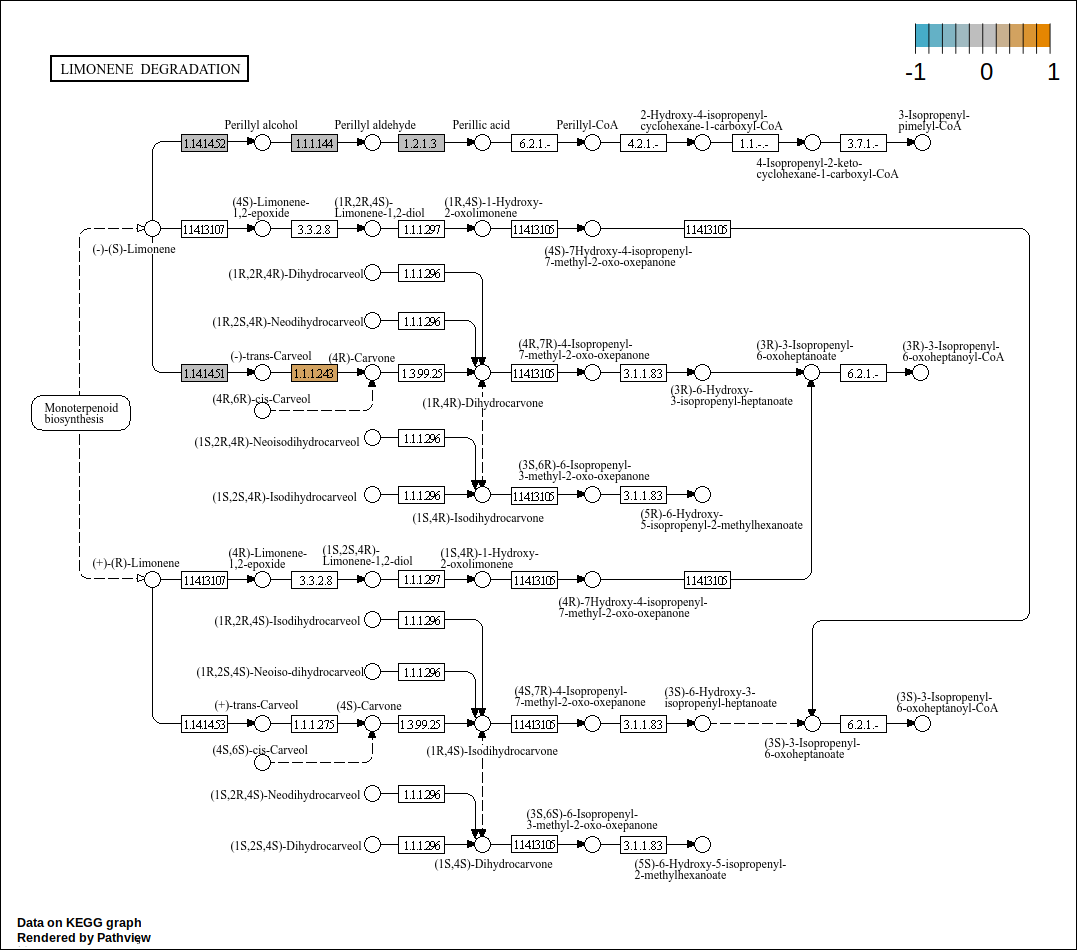 -1 0 1
LIMONENE DEGRADATION
Perillyl alcohol
Perillyl aldehyde
Perillic acid
Perillyl-CoA
2-Hydroxy-4-isopropenyl-
cyclohexane-1-carboxyl-CoA
3-Isopropenyl-
pimelyl-CoA
1.14.14.52
1.1.1.144
1.2.1.3
6.2.1.-
4.2.1.-
1.1.-.-
3.7.1.-
4-Isopropenyl-2-keto-
cyclohexane-1-carboxyl-CoA
(4S)-Limonene-
1,2-epoxide
(1R,2R,4S)-
Limonene-1,2-diol
(1R,4S)-1-Hydroxy-
2-oxolimonene
1.14.13.107
3.3.2.8
1.1.1.297
1.14.13.105
1.14.13.105
(-)-(S)-Limonene
(4S)-7Hydroxy-4-isopropenyl-
7-methyl-2-oxo-oxepanone
(1R,2R,4R)-Dihydrocarveol
1.1.1.296
(1R,2S,4R)-Neodihydrocarveol
1.1.1.296
(-)-trans-Carveol
(4R)-Carvone
(4R,7R)-4-Isopropenyl-
7-methyl-2-oxo-oxepanone
(3R)-3-Isopropenyl-
6-oxoheptanoate
(3R)-3-Isopropenyl-
6-oxoheptanoyl-CoA
1.14.14.51
1.1.1.243
1.3.99.25
1.14.13.105
3.1.1.83
6.2.1.-
(4R,6R)-cis-Carveol
(1R,4R)-Dihydrocarvone
(3R)-6-Hydroxy-
3-isopropenyl-heptanoate
Monoterpenoid
biosynthesis
(1S,2R,4R)-Neoisodihydrocarveol
1.1.1.296
(3S,6R)-6-Isopropenyl-
3-methyl-2-oxo-oxepanone
(1S,2S,4R)-Isodihydrocarveol
1.1.1.296
1.14.13.105
3.1.1.83
(1S,4R)-Isodihydrocarvone
(5R)-6-Hydroxy-
5-isopropenyl-2-methylhexanoate
(+)-(R)-Limonene
(4R)-Limonene-
1,2-epoxide
(1S,2S,4R)-
Limonene-1,2-diol
(1S,4R)-1-Hydroxy-
2-oxolimonene
1.14.13.107
3.3.2.8
1.1.1.297
1.14.13.105
1.14.13.105
(4R)-7Hydroxy-4-isopropenyl-
7-methyl-2-oxo-oxepanone
(1R,2R,4S)-Isodihydrocarveol
1.1.1.296
(1R,2S,4S)-Neoiso-dihydrocarveol
1.1.1.296
(+)-trans-Carveol
(4S)-Carvone
(4S,7R)-4-Isopropenyl-
7-methyl-2-oxo-oxepanone
(3S)-6-Hydroxy-3-
isopropenyl-heptanoate
(3S)-3-Isopropenyl-
6-oxoheptanoyl-CoA
1.14.14.53
1.1.1.275
1.3.99.25
1.14.13.105
3.1.1.83
6.2.1.-
(4S,6S)-cis-Carveol
(1R,4S)-Isodihydrocarvone
(3S)-3-Isopropenyl-
6-oxoheptanoate
(1S,2R,4S)-Neodihydrocarveol
1.1.1.296
(3S,6S)-6-Isopropenyl-
3-methyl-2-oxo-oxepanone
(1S,2S,4S)-Dihydrocarveol
1.1.1.296
1.14.13.105
3.1.1.83
(1S,4S)-Dihydrocarvone
(5S)-6-Hydroxy-5-isopropenyl-
2-methylhexanoate
Data on KEGG graph
Rendered by Pathview